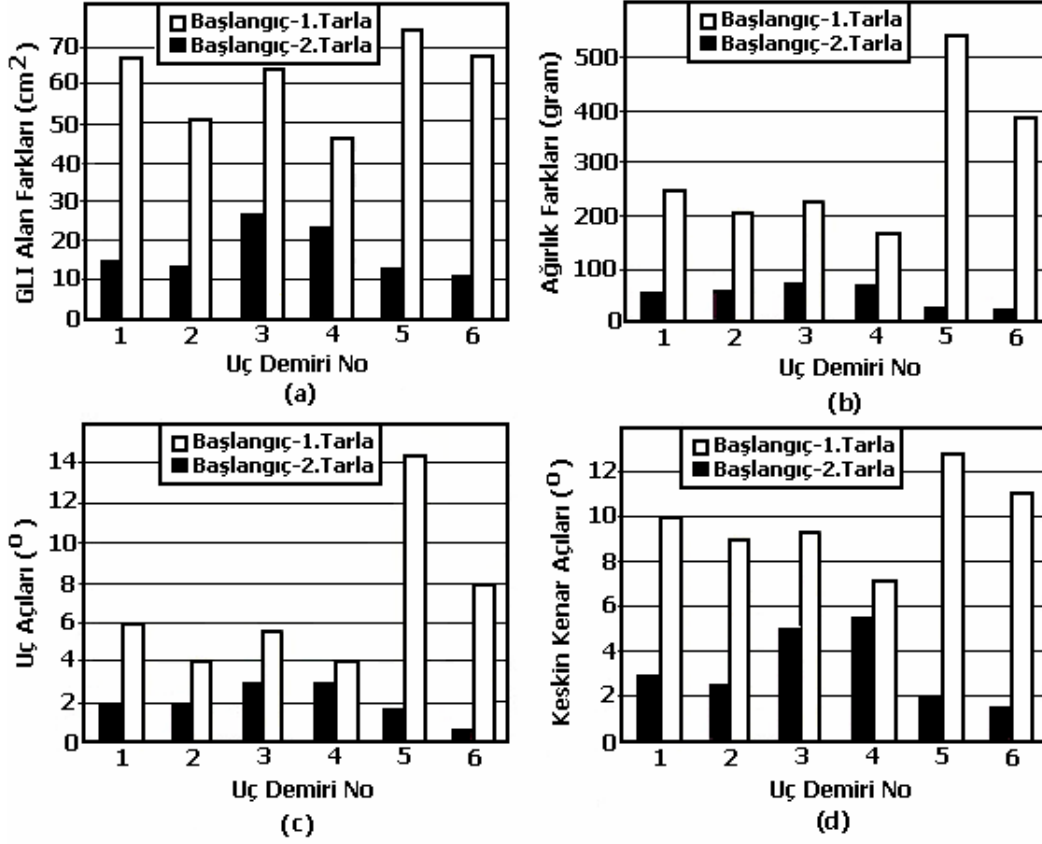 GLI Alan Farkları (cm²)
Başlangıç-1.Tarla
Başlangıç-2.Tarla
70
60
50
40
30
20
10
0
1 2 3 4 5 6
Uç Demiri No
(a)
Ağırlık Farkları (gram)
Başlangıç-1.Tarla
Başlangıç-2.Tarla
500
400
300
200
100
0
1 2 3 4 5 6
Uç Demiri No
(b)
Uç Açıları (º)
Başlangıç-1.Tarla
Başlangıç-2.Tarla
14
12
10
8
6
4
2
0
1 2 3 4 5 6
Uç Demiri No
(c)
Keskin Kenar Açıları (º)
Başlangıç-1.Tarla
Başlangıç-2.Tarla
12
10
8
6
4
2
0
1 2 3 4 5 6
Uç Demiri No
(d)